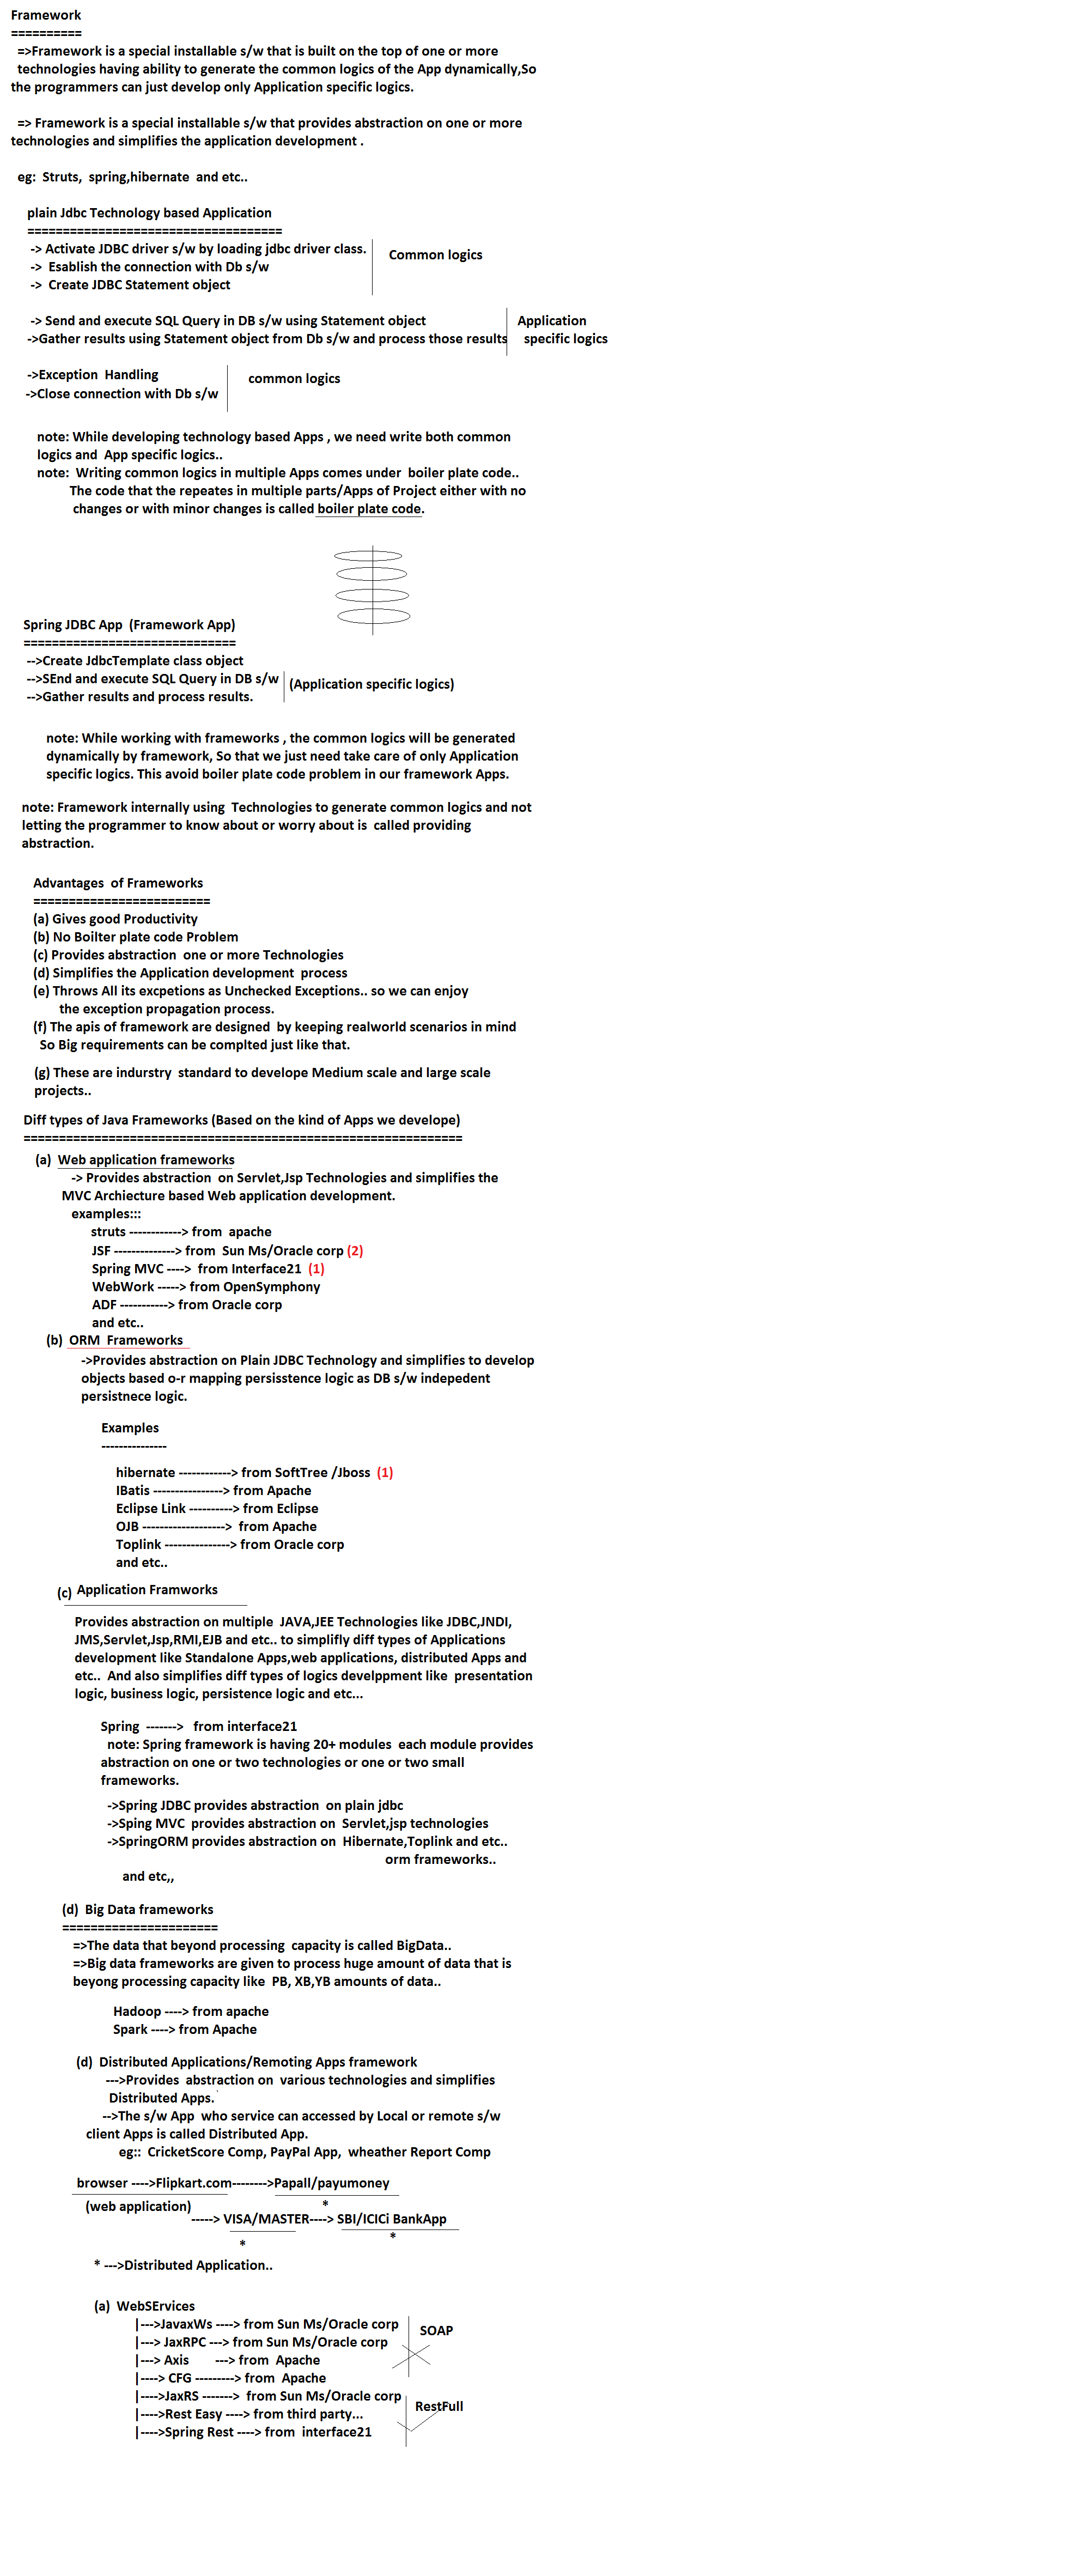 Framework
==========
=>Framework is a special installable s/w that is built on the top of one or more
technologies having ability to generate the common logics of the App dynamically,So
the programmers can just develop only Application specific logics.
=> Framework is a special installable s/w that provides abstraction on one or more
technologies and simplifies the application development .
eg:  Struts,  spring,hibernate  and etc..
plain Jdbc Technology based Application
====================================
-> Activate JDBC driver s/w by loading jdbc driver class.
Common logics
->  Esablish the connection with Db s/w
->  Create JDBC Statement object
-> Send and execute SQL Query in DB s/w using Statement object
Application
->Gather results using Statement object from Db s/w and process those results
specific logics
->Exception  Handling
common logics
->Close connection with Db s/w
note: While developing technology based Apps , we need write both common
logics and  App specific logics..
note:  Writing common logics in multiple Apps comes under  boiler plate code..
The code that the repeates in multiple parts/Apps of Project either with no
changes or with minor changes is called boiler plate code.
Spring JDBC App  (Framework App)
==============================
-->Create JdbcTemplate class object
-->SEnd and execute SQL Query in DB s/w
(Application specific logics)
-->Gather results and process results.
note: While working with frameworks , the common logics will be generated
dynamically by framework, So that we just need take care of only Application
specific logics. This avoid boiler plate code problem in our framework Apps.
note: Framework internally using  Technologies to generate common logics and not
letting the programmer to know about or worry about is  called providing
abstraction.
Advantages  of Frameworks
=========================
(a) Gives good Productivity
(b) No Boilter plate code Problem
(c) Provides abstraction  one or more Technologies
(d) Simplifies the Application development  process
(e) Throws All its excpetions as Unchecked Exceptions.. so we can enjoy
the exception propagation process.
(f) The apis of framework are designed  by keeping realworld scenarios in mind
So Big requirements can be complted just like that.
(g) These are indurstry  standard to develope Medium scale and large scale
projects..
Diff types of Java Frameworks (Based on the kind of Apps we develope)
==============================================================
(a)  Web application frameworks
-> Provides abstraction  on Servlet,Jsp Technologies and simplifies the
MVC Archiecture based Web application development.
examples:::
struts ------------> from  apache
JSF --------------> from  Sun Ms/Oracle corp (2)
Spring MVC ---->  from Interface21  (1)
WebWork -----> from OpenSymphony
ADF -----------> from Oracle corp
and etc..
(b)  ORM  Frameworks
->Provides abstraction on Plain JDBC Technology and simplifies to develop
objects based o-r mapping persisstence logic as DB s/w indepedent
persistnece logic.
Examples
---------------
hibernate ------------> from SoftTree /Jboss  (1)
IBatis ----------------> from Apache
Eclipse Link ----------> from Eclipse
OJB ------------------->  from Apache
Toplink ---------------> from Oracle corp
and etc..
(c) Application Framworks
Provides abstraction on multiple  JAVA,JEE Technologies like JDBC,JNDI,
JMS,Servlet,Jsp,RMI,EJB and etc.. to simplifly diff types of Applications
development like Standalone Apps,web applications, distributed Apps and
etc..  And also simplifies diff types of logics develppment like  presentation
logic, business logic, persistence logic and etc...
Spring  ------->   from interface21
note: Spring framework is having 20+ modules  each module provides
abstraction on one or two technologies or one or two small
frameworks.
->Spring JDBC provides abstraction  on plain jdbc
->Sping MVC  provides abstraction on  Servlet,jsp technologies
->SpringORM provides abstraction on  Hibernate,Toplink and etc..
orm frameworks..
and etc,,
(d)  Big Data frameworks
======================
=>The data that beyond processing  capacity is called BigData..
=>Big data frameworks are given to process huge amount of data that is
beyong processing capacity like  PB, XB,YB amounts of data..
Hadoop ----> from apache
Spark ----> from Apache
(d)  Distributed Applications/Remoting Apps framework
--->Provides  abstraction on  various technologies and simplifies
Distributed Apps.
-->The s/w App  who service can accessed by Local or remote s/w
client Apps is called Distributed App.
eg::  CricketScore Comp, PayPal App,  wheather Report Comp
browser ---->Flipkart.com-------->Papall/payumoney
(web application)
*
-----> VISA/MASTER----> SBI/ICICi BankApp
*
*
* --->Distributed Application..
(a)  WebSErvices
|--->JavaxWs ----> from Sun Ms/Oracle corp
SOAP
|---> JaxRPC ---> from Sun Ms/Oracle corp
|---> Axis       ---> from  Apache
|----> CFG ---------> from  Apache
|---->JaxRS ------->  from Sun Ms/Oracle corp
RestFull
|---->Rest Easy ----> from third party...
|---->Spring Rest ----> from  interface21